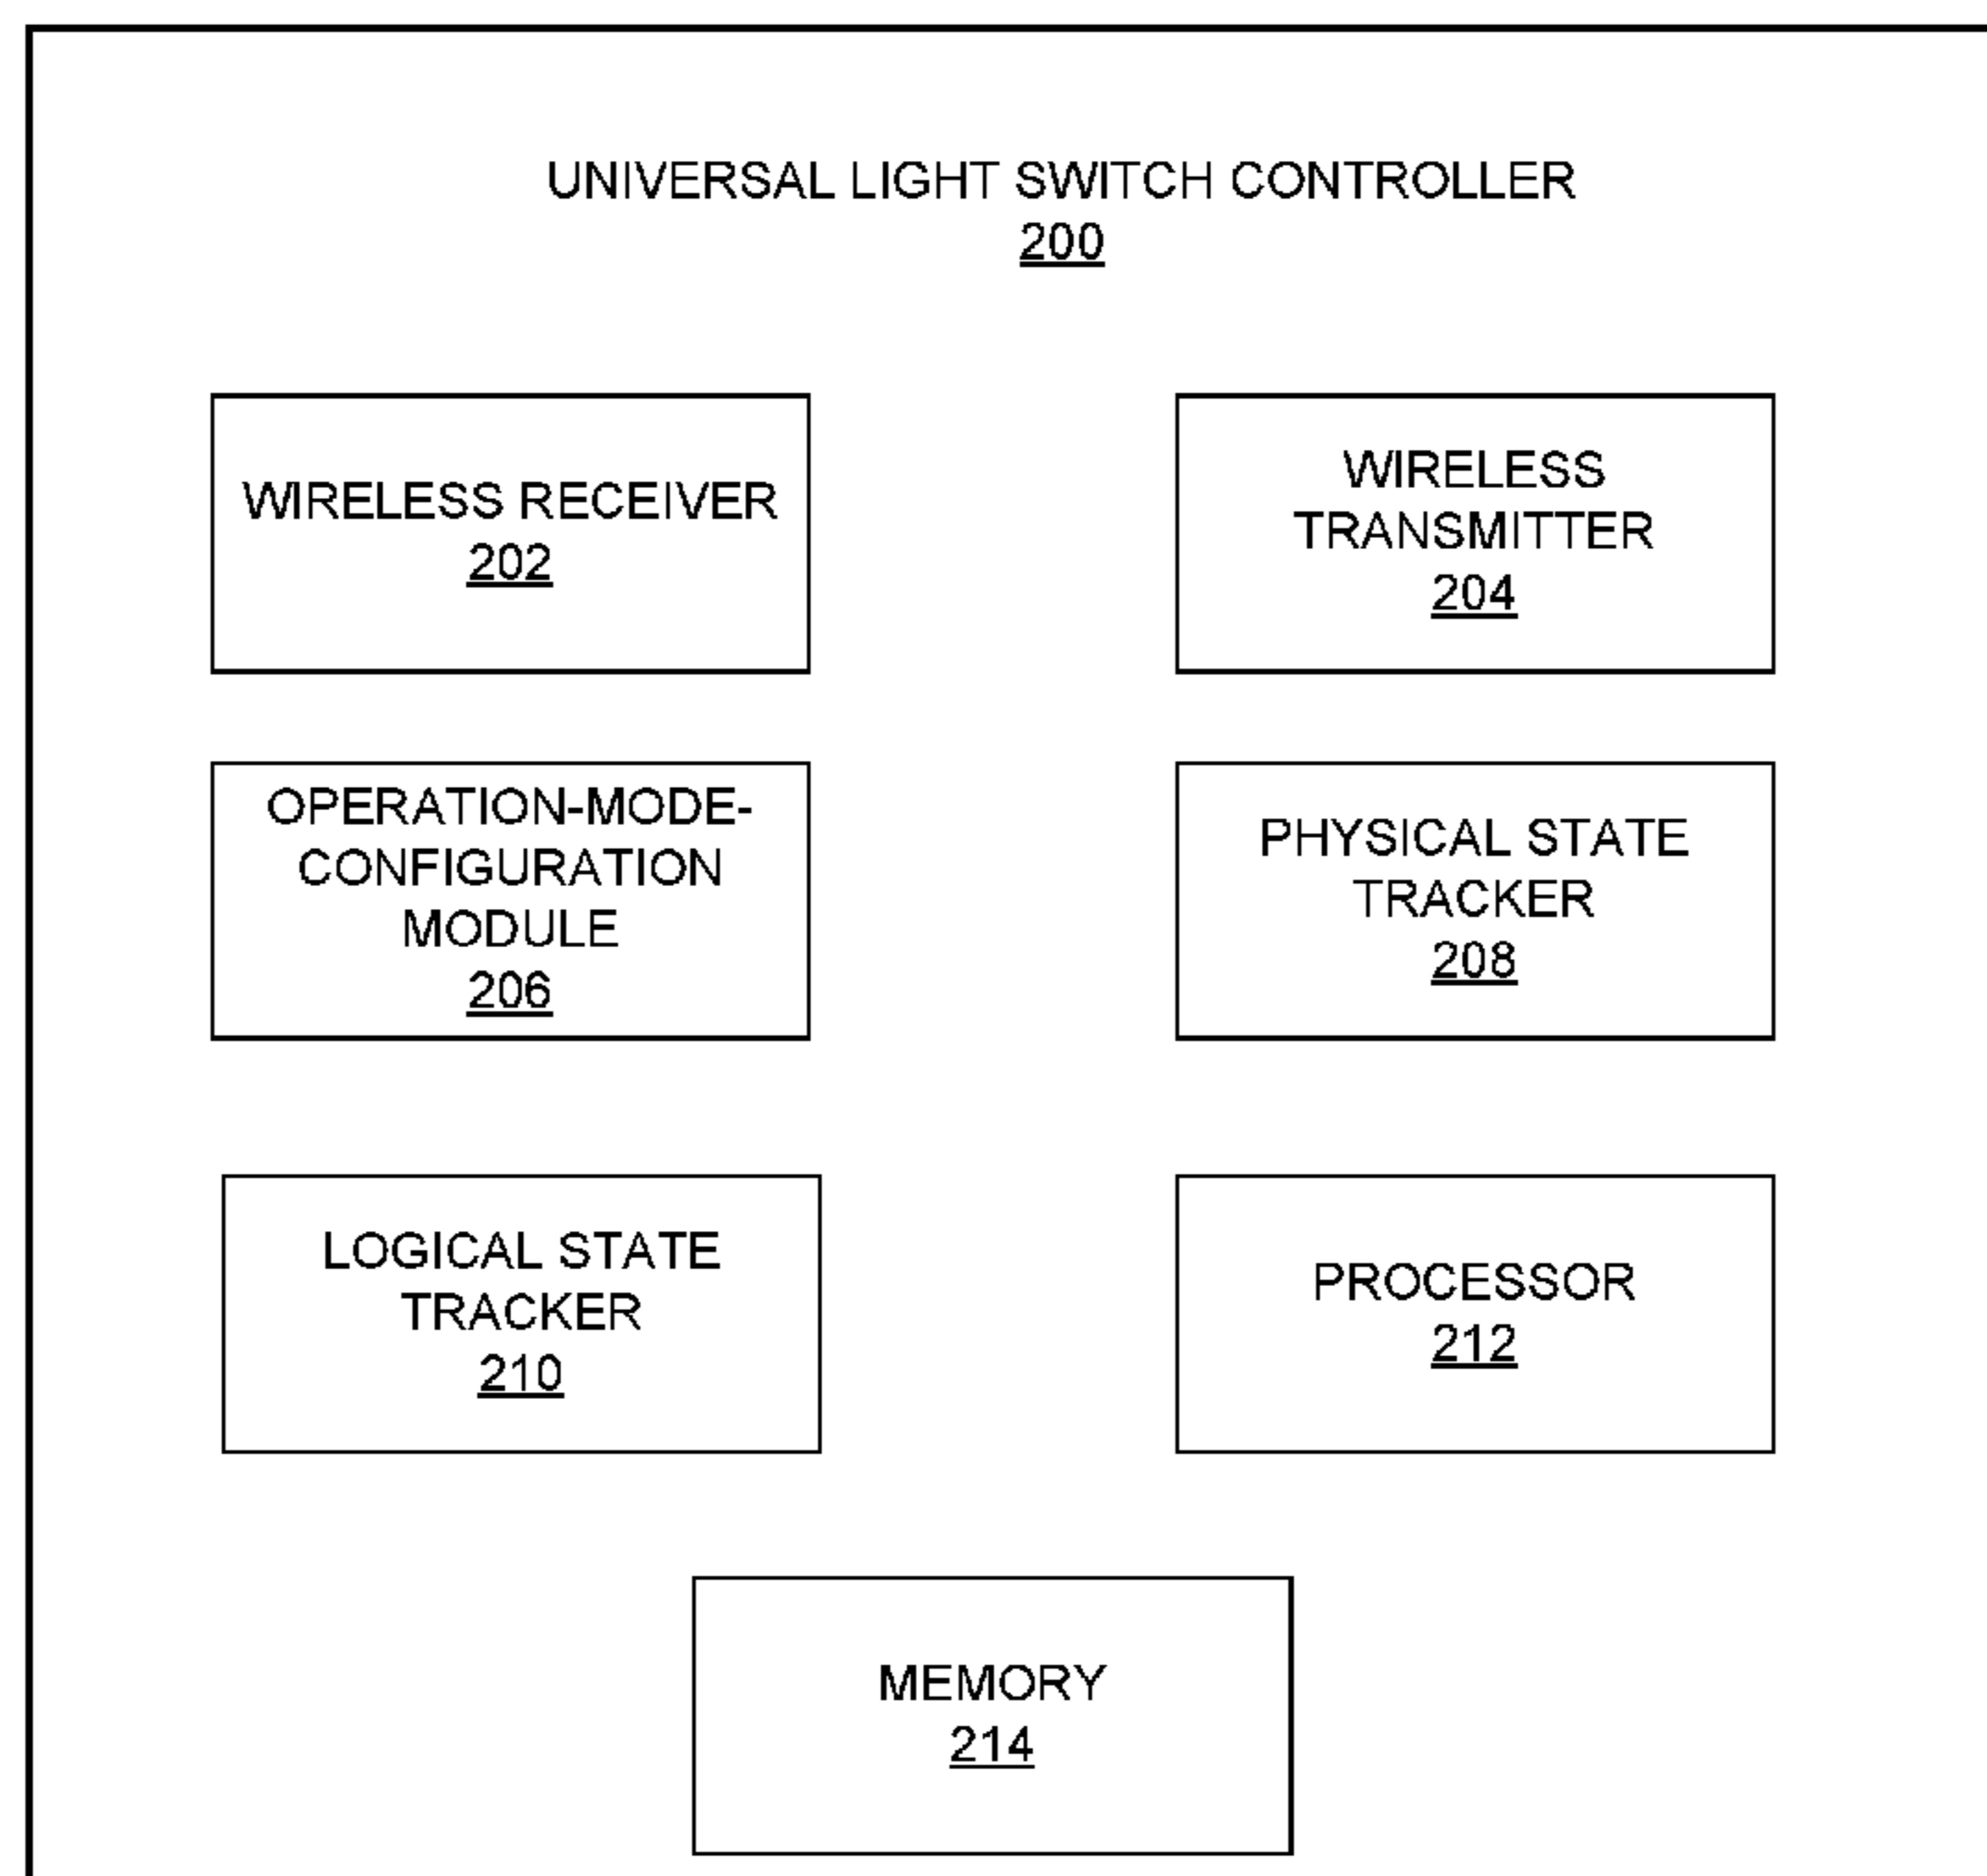 UNIVERSAL LIGHT SWITCH CONTROLLER
200
WIRELESS RECEIVER
202
WIRELESS
TRANSMITTER
204
OPERATION-MODE-
CONFIGURATION
MODULE
206
PHYSICAL STATE
TRACKER
208
LOGICAL STATE
TRACKER
210
PROCESSOR
212
MEMORY
214